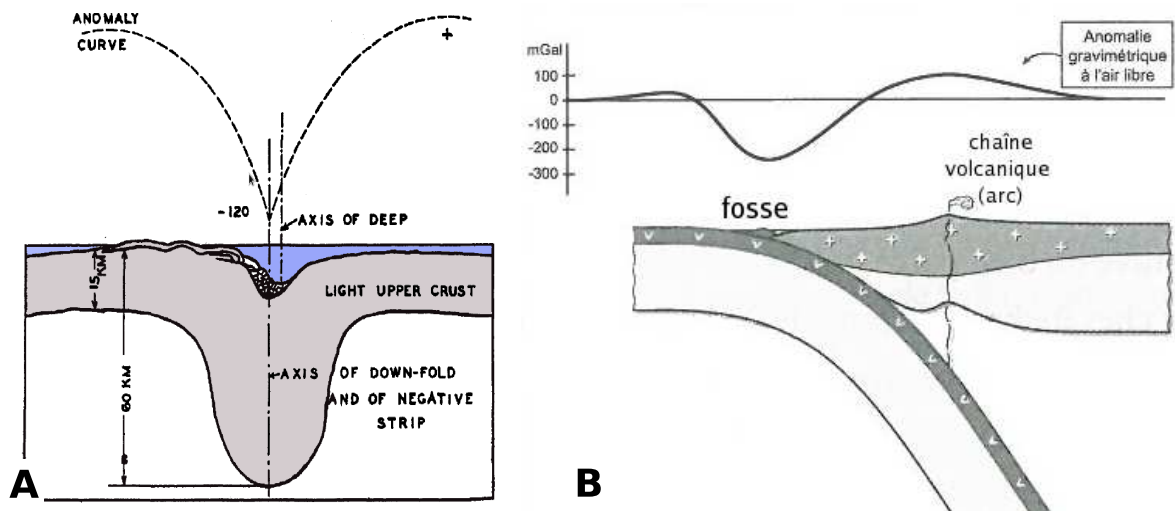 ANOMALY
CURVE
+
-120
AXIS OF DEEP
15 KM
LIGHT UPPER CRUST
60 KM
AXIS OF DOWN-FOLD
AND OF NEGATIVE
STRIP
A
mGal
100
0
-100
-200
-300
Anomalie
gravimétrique
à l'air libre
chaîne
volcanique
(arc)
fosse
B